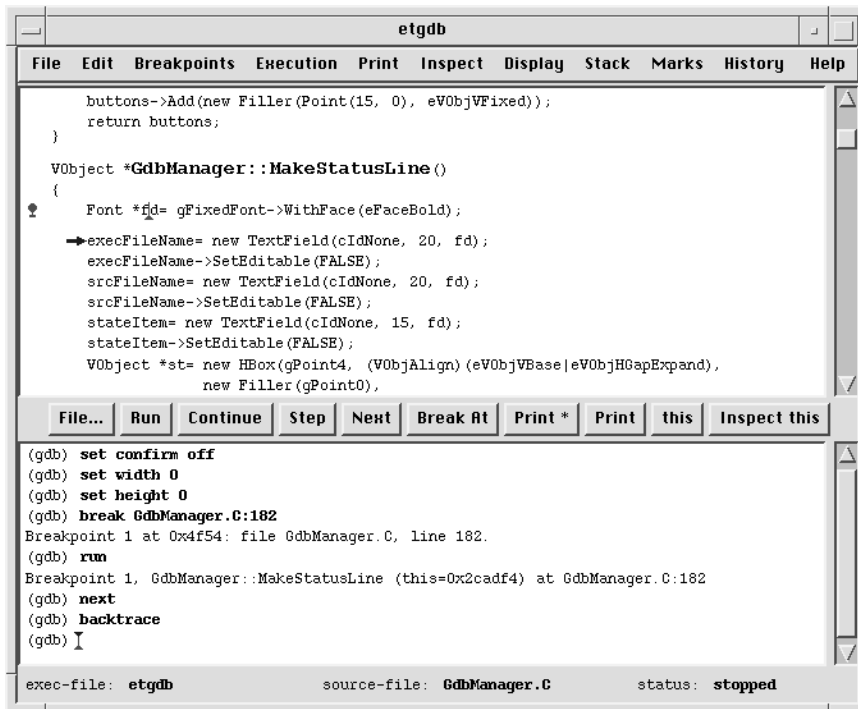 etgdb
File Edit Breakpoints Execution Print Inspect Display Stack Marks History Help
buttons->Add(new Filler(Point(15, 0), eVObjVFixed));
return buttons;
}
VObject *GdbManager::MakeStatusLine()
{
Font *fd= gFixedFont->WithFace(eFaceBold);
execFileName= new TextField(cIdNone, 20, fd);
execFileName->SetEditable(FALSE);
srcFileName= new TextField(cIdNone, 20, fd);
srcFileName->SetEditable(FALSE);
stateItem= new TextField(cIdNone, 15, fd);
stateItem->SetEditable(FALSE);
VObject *st= new HBox(gPoint4, (VObjAlign)(eVObjVBase|eVObjHGapExpand),
new Filler(gPoint0),
File... Run Continue Step Next Break At Print * Print this Inspect this
(gdb) set confirm off
(gdb) set width 0
(gdb) set height 0
(gdb) break GdbManager.C:182
Breakpoint 1 at 0x4f54: file GdbManager.C, line 182.
(gdb) run
Breakpoint 1, GdbManager::MakeStatusLine (this=0x2cadf4) at GdbManager.C:182
(gdb) next
(gdb) backtrace
(gdb)
exec-file: etgdb source-file: GdbManager.C status: stopped